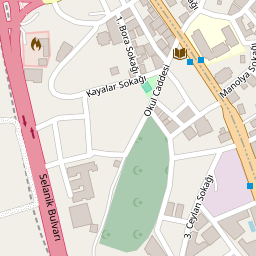 1. Bora Sokağı
Kayalar Sokağı
Okul Caddesi
Manolya Sokağı
Selanik Bulvarı
3. Ceylan Sokağı